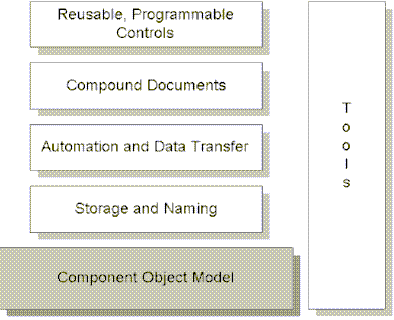 Reusable, Programmable
Controls
Compound Documents
Automation and Data Transfer
Storage and Naming
Component Object Model
T
o
o
l
s